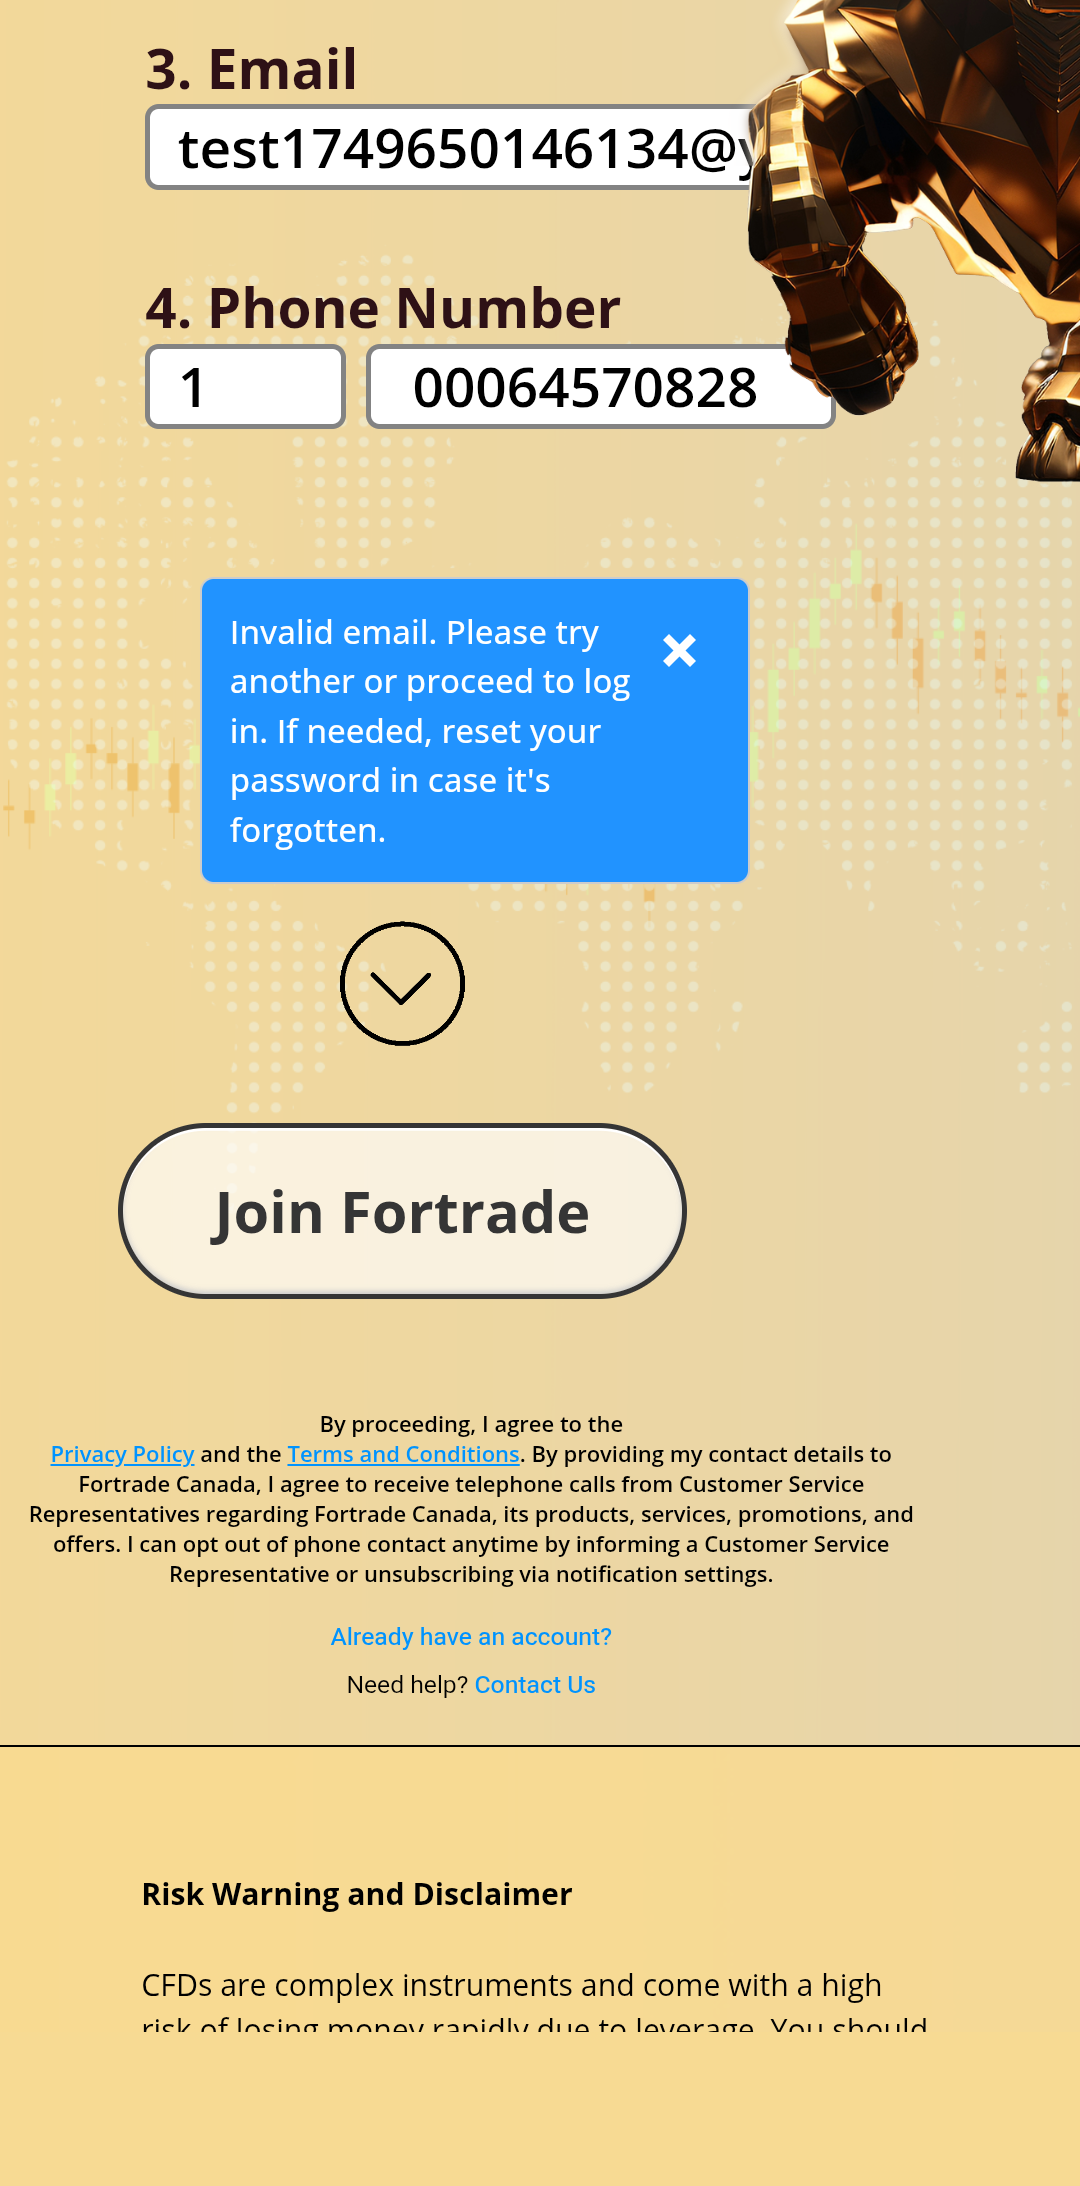 3. Email
test1749650146134@y
4. Phone Number
1 00064570828
Invalid email. Please try
another or proceed to log
in. If needed, reset your
password in case it's
forgotten.
Join Fortrade
By proceeding, I agree to the
Privacy Policy and the Terms and Conditions. By providing my contact details to
Fortrade Canada, I agree to receive telephone calls from Customer Service
Representatives regarding Fortrade Canada, its products, services, promotions, and
offers. I can opt out of phone contact anytime by informing a Customer Service
Representative or unsubscribing via notification settings.
Already have an account?
Need help? Contact Us
Risk Warning and Disclaimer
CFDs are complex instruments and come with a high
risk of losing money rapidly due to leverage. You should